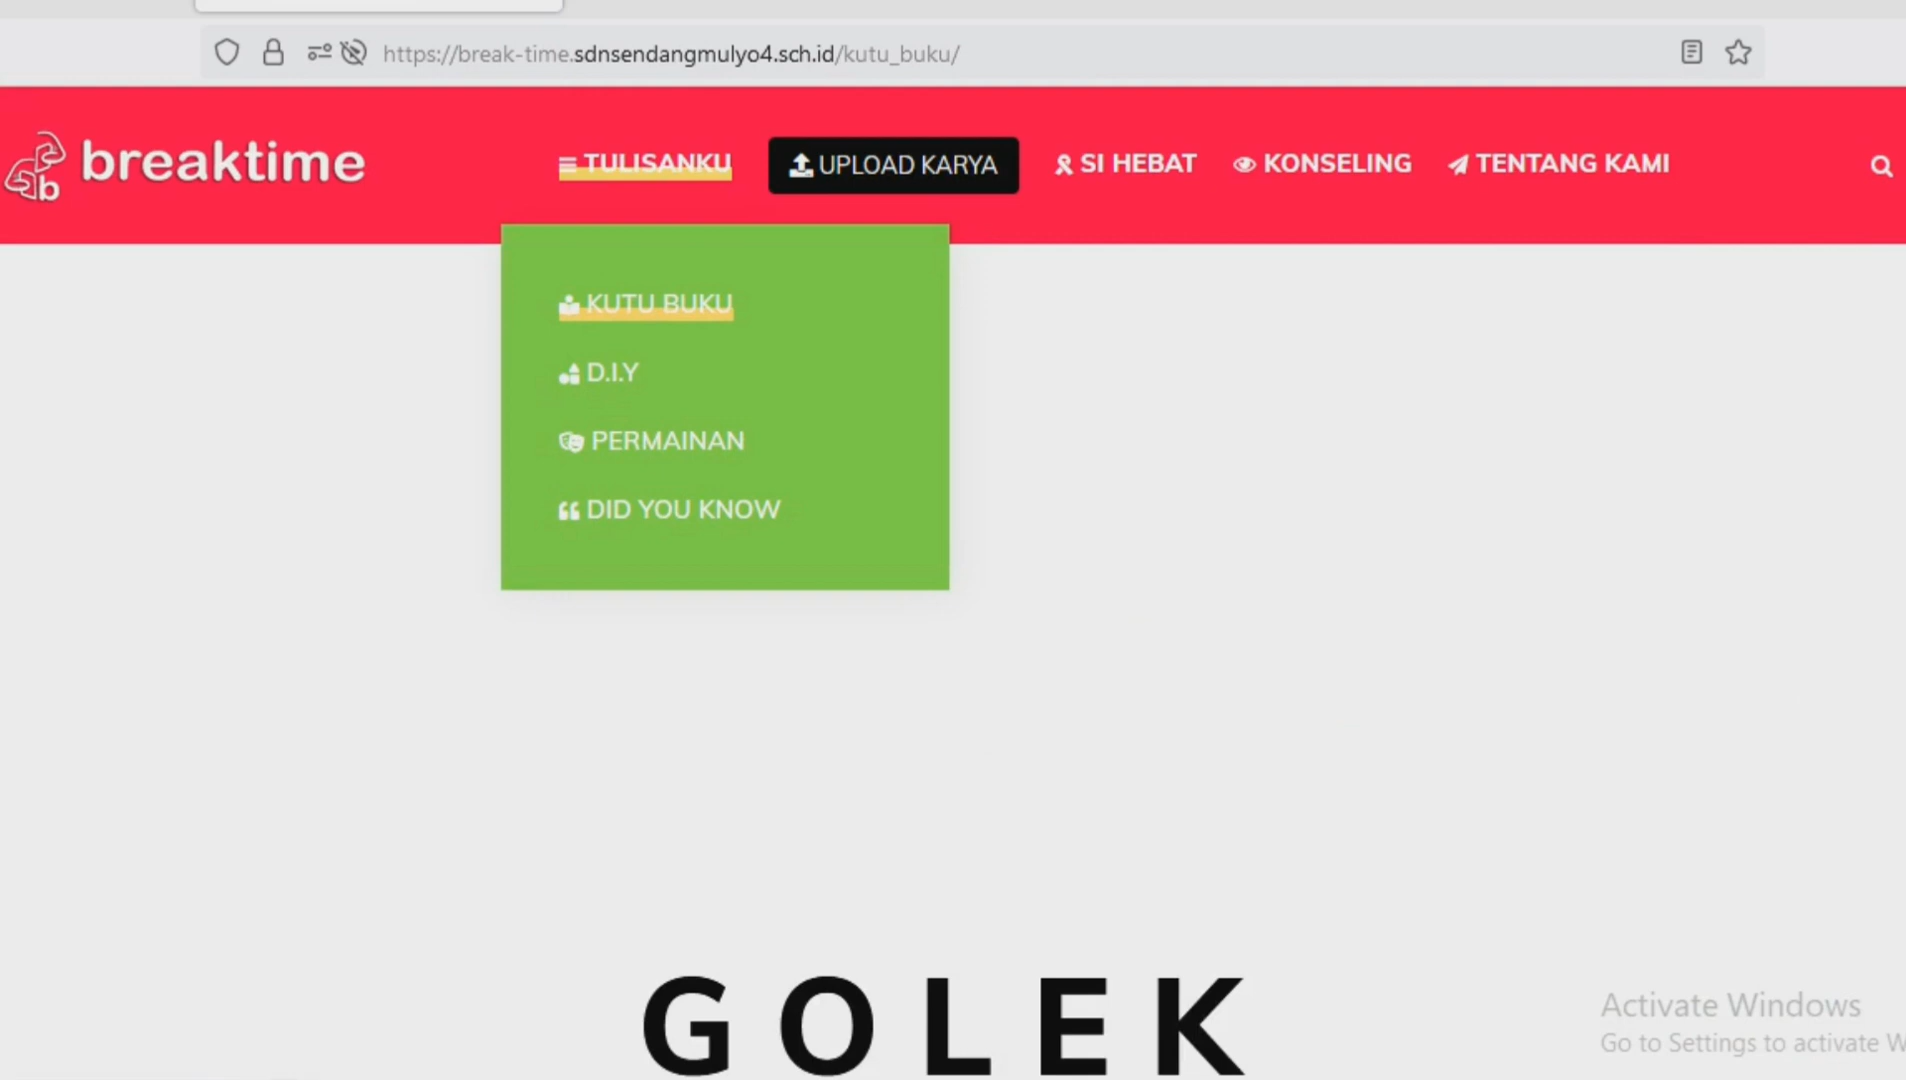 https://break-time.sdnsendangmulyo4.sch.id/kutu_buku/
b breaktime
TULISANKU
UPLOAD KARYA
SI HEBAT
KONSELING
TENTANG KAMI
KUTU BUKU
D.I.Y
PERMAINAN
DID YOU KNOW
GOLEK
Activate Windows
Go to Settings to activate W